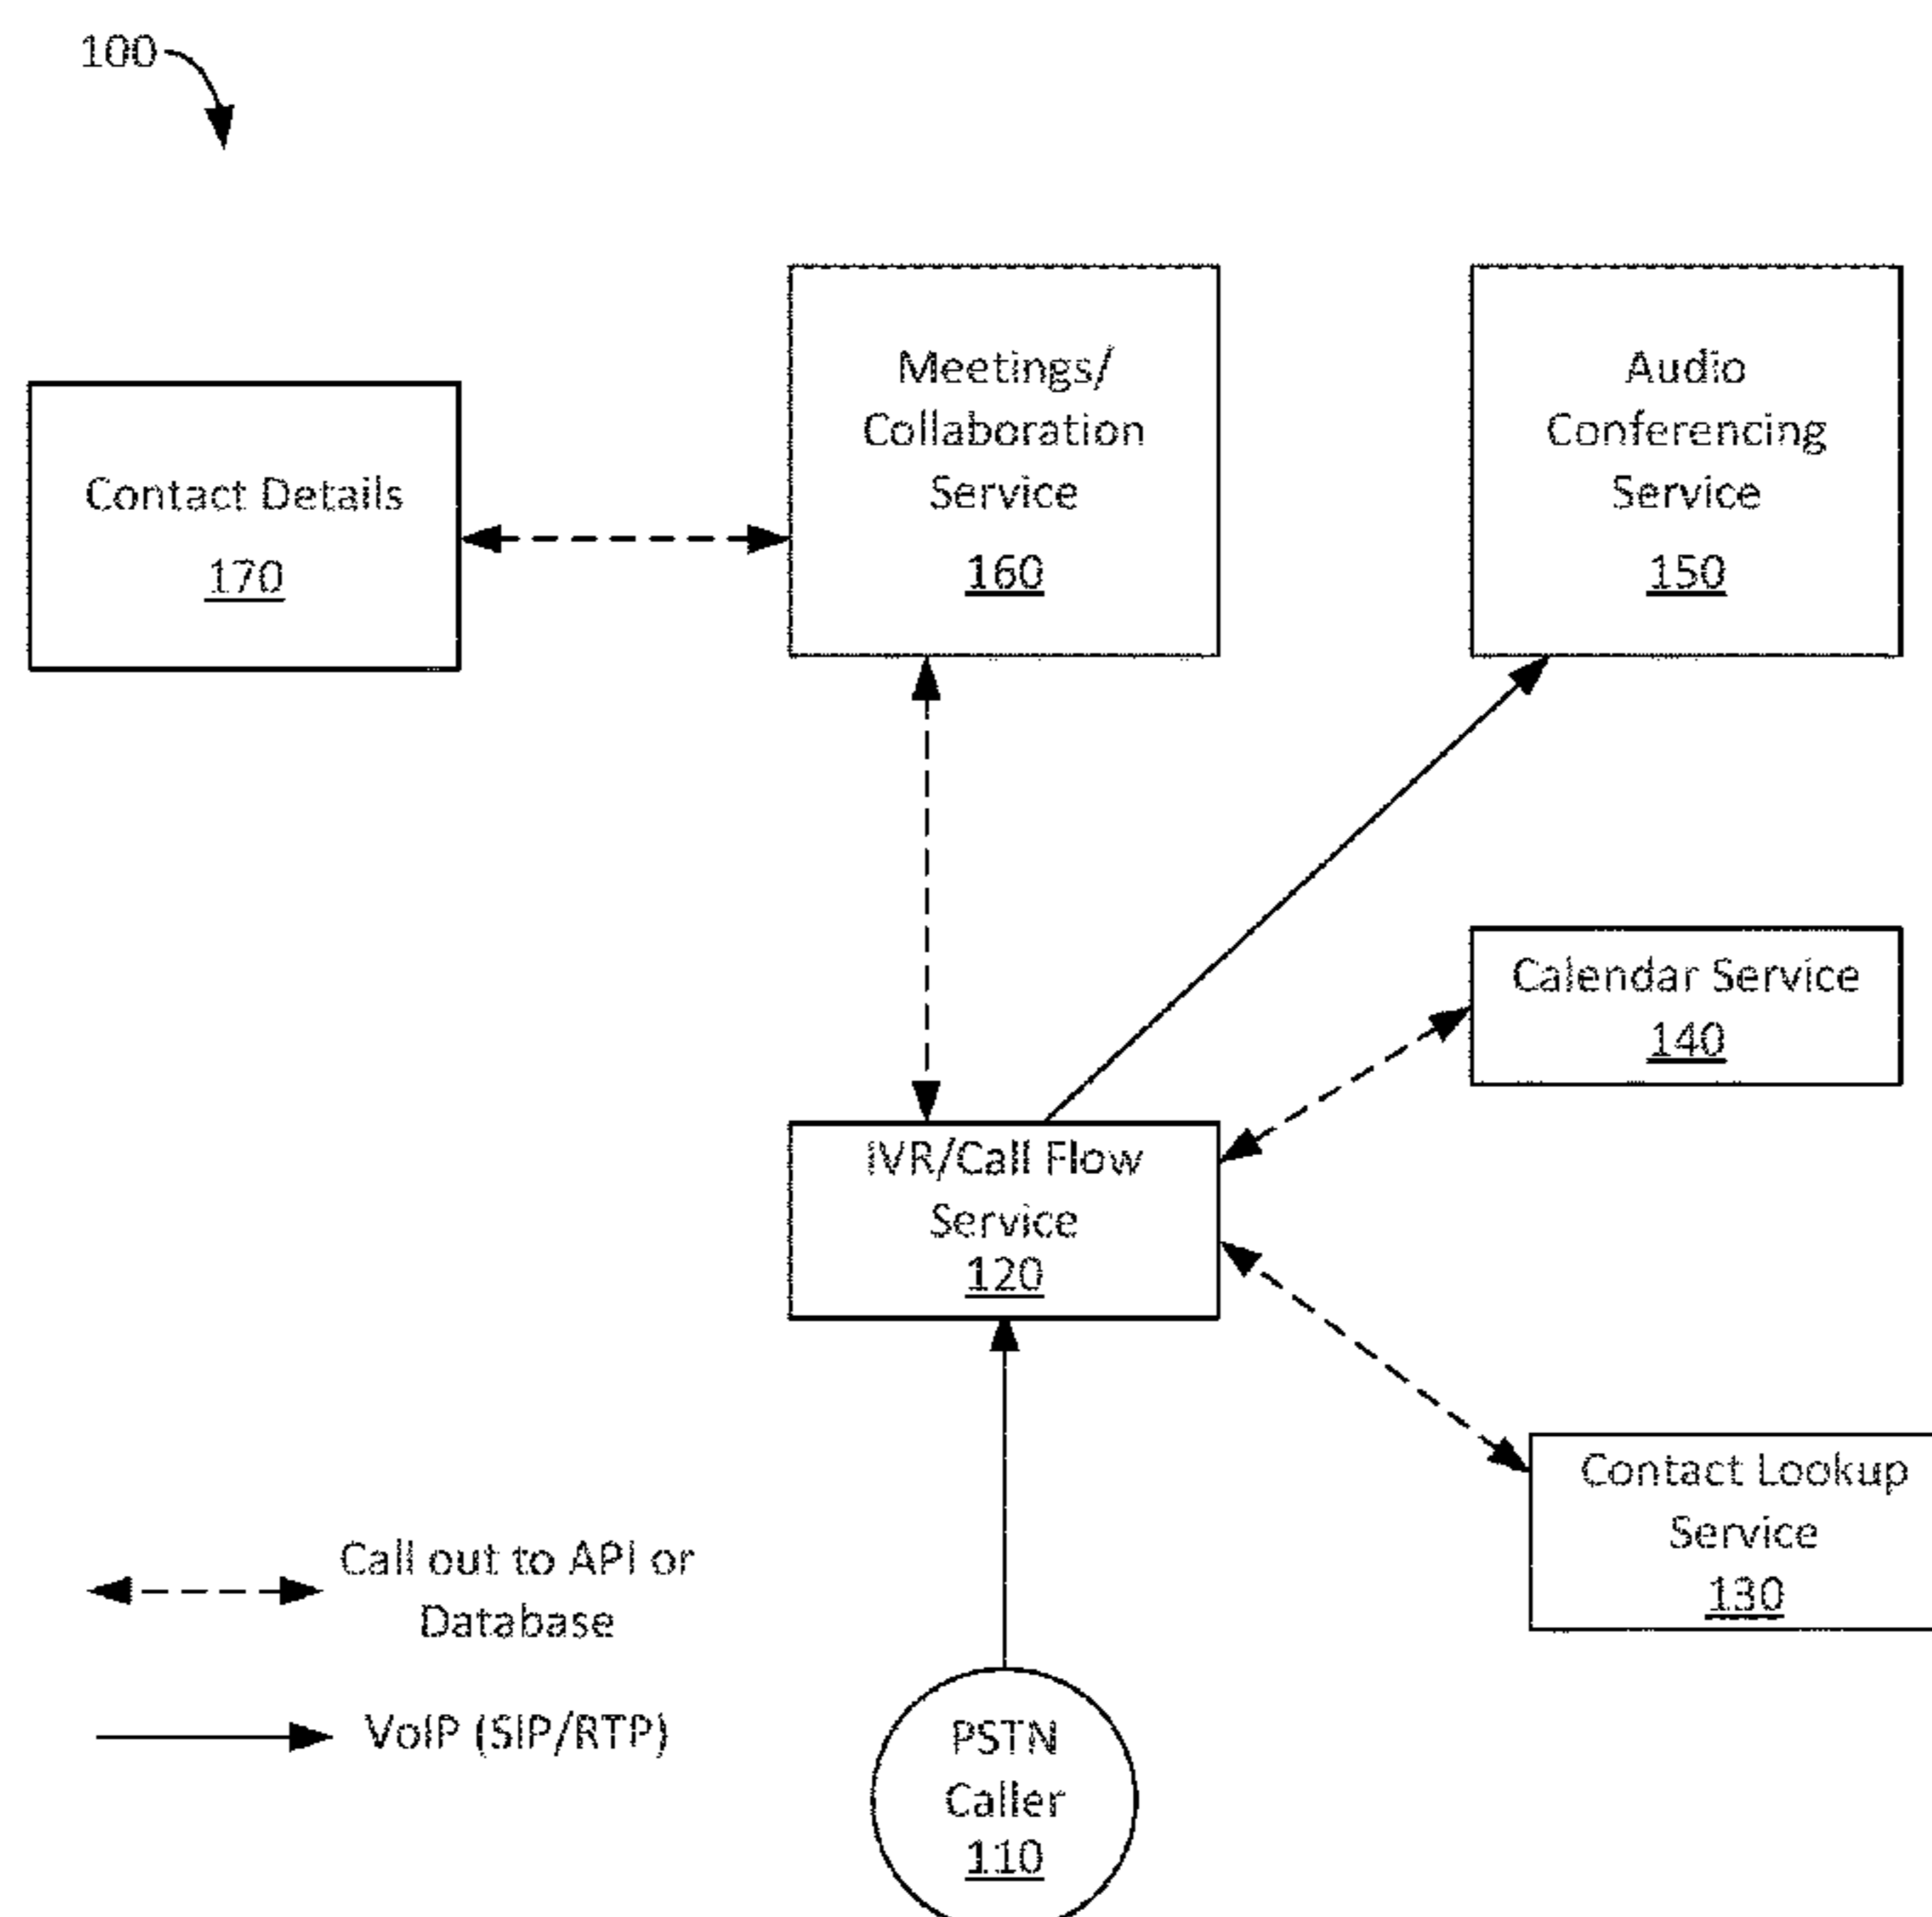 100
Meetings/
Collaboration
Service
160
Audio
Conferencing
Service
150
Contact Details
170
Calendar Service
140
IVR/Call Flow
Service
120
Contact Lookup
Service
130
Call out to API or
Database
VoIP (SIP/RTP)
PSTN
Caller
110